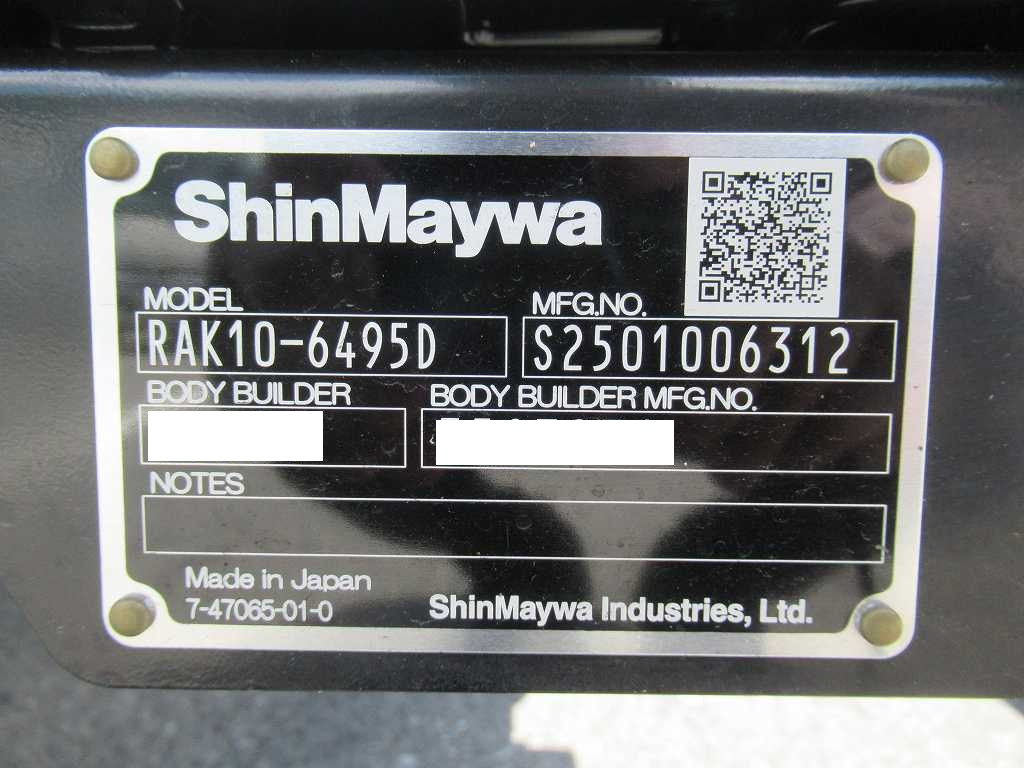 ShinMaywa
MODEL
MFG.NO.
RAK10-6495D
S2501006312
BODY BUILDER
BODY BUILDER MFG.NO.
NOTES
Made in Japan
7-47065-01-0
ShinMaywa Industries, Ltd.